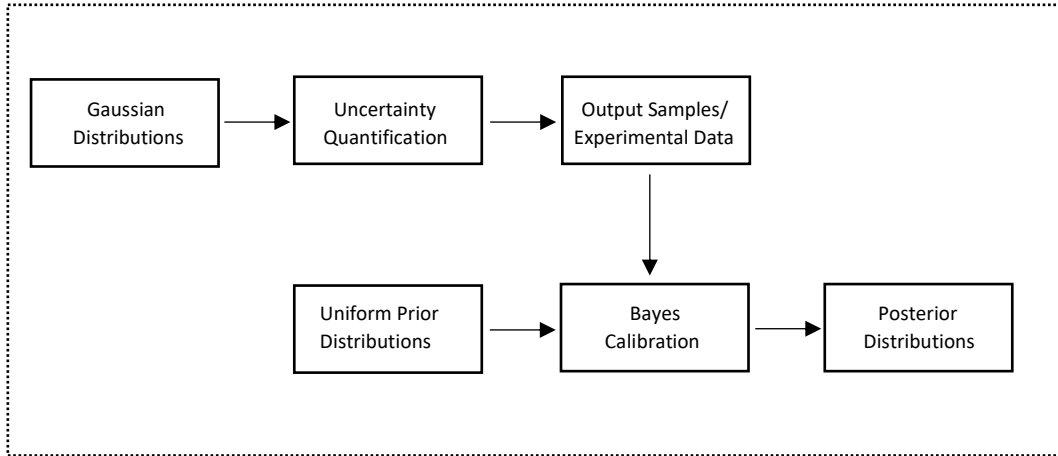 Gaussian
Distributions
Uncertainty
Quantification
Output Samples/
Experimental Data
Uniform Prior
Distributions
Bayes
Calibration
Posterior
Distributions